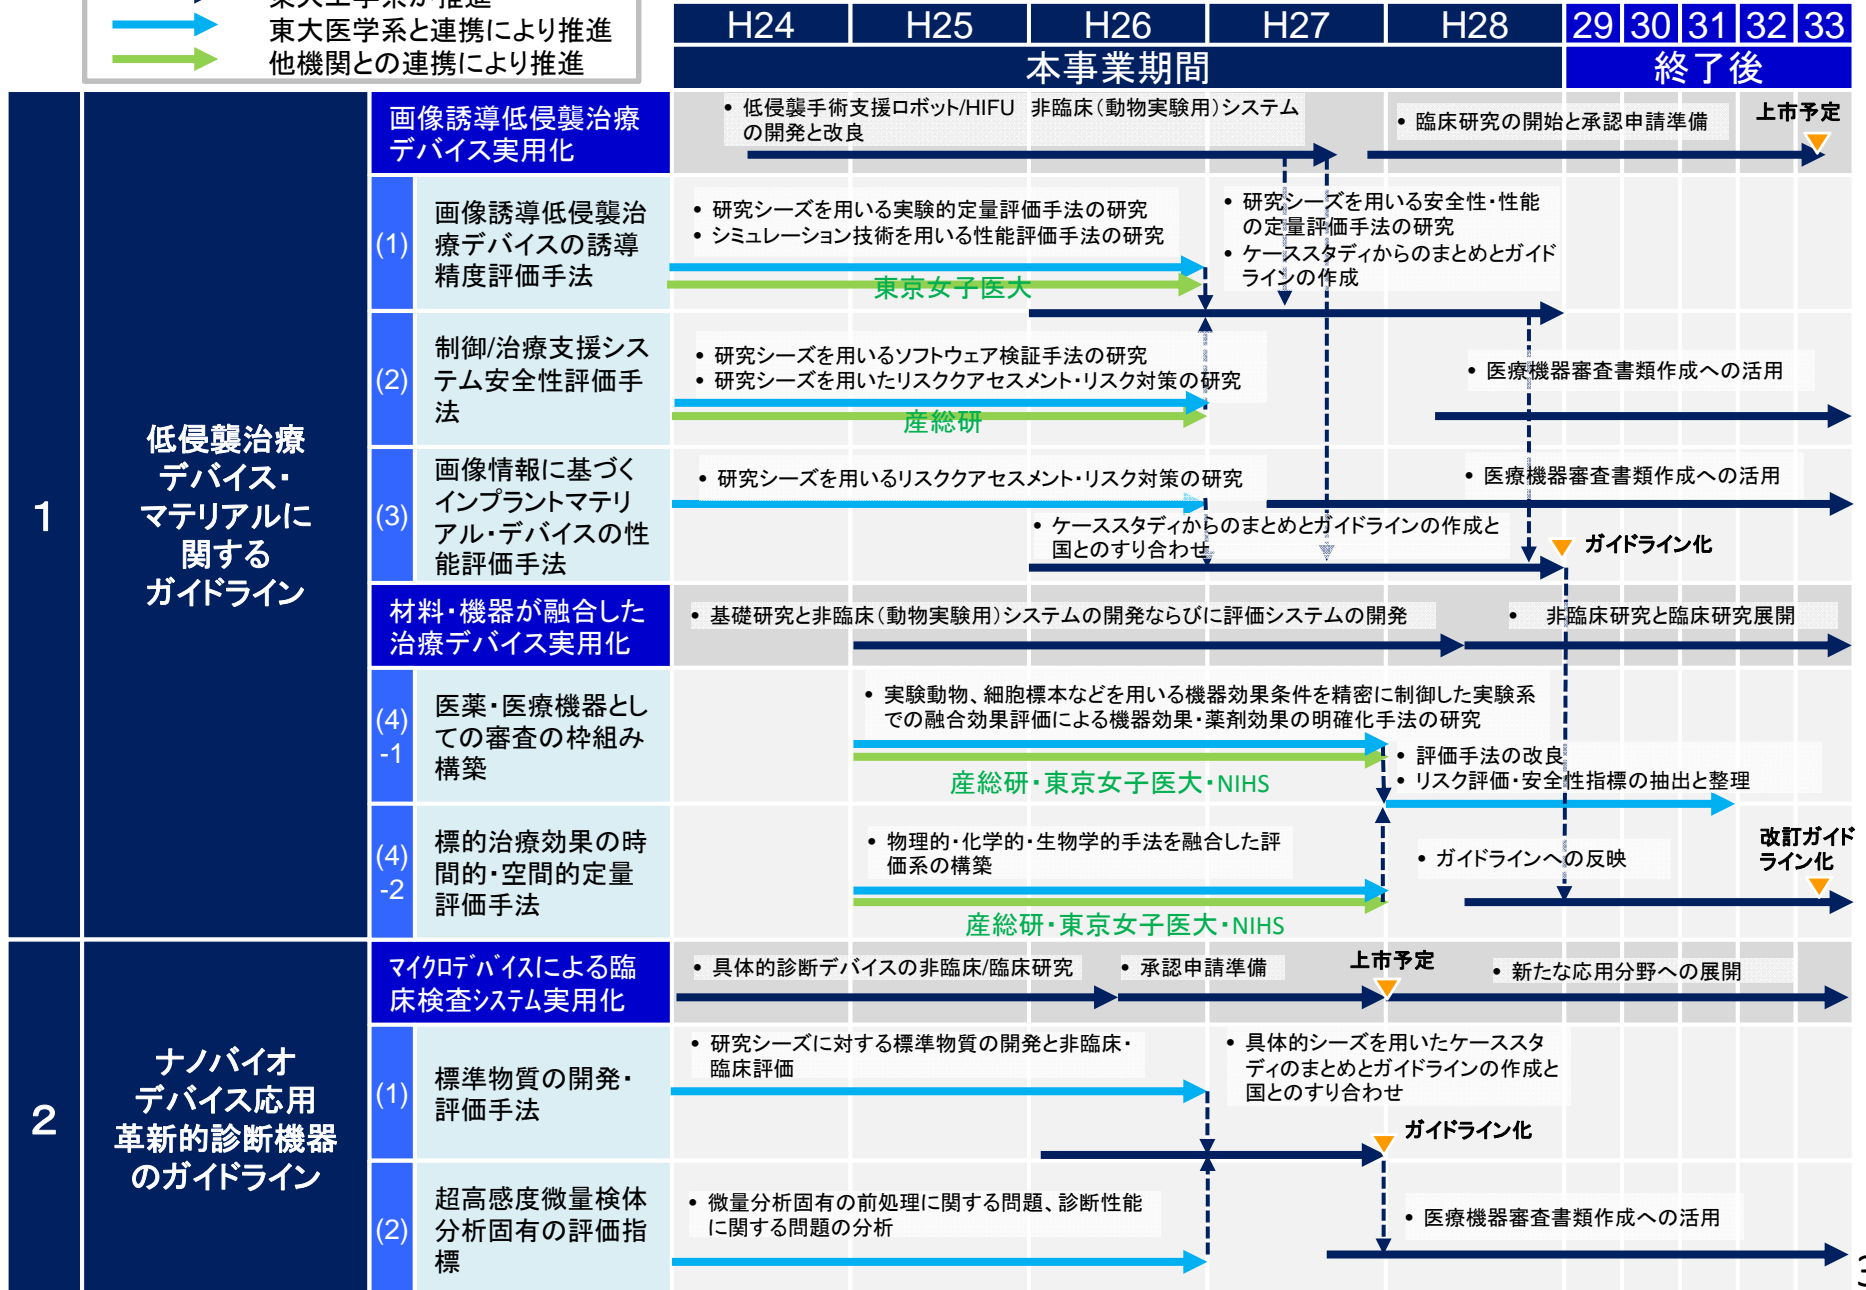 東大工学系が推進
東大医学系と連携により推進
他機関との連携により推進
H24 H25 H26 H27 H28 29 30 31 32 33
本事業期間 終了後
1
低侵襲治療
デバイス・
マテリアルに
関する
ガイドライン
画像誘導低侵襲治療
デバイス実用化
• 低侵襲手術支援ロボット/HIFU 非臨床(動物実験用)システム
の開発と改良
• 臨床研究の開始と承認申請準備
上市予定
(1)
画像誘導低侵襲治
療デバイスの誘導
精度評価手法
• 研究シーズを用いる実験的定量評価手法の研究
• シミュレーション技術を用いる性能評価手法の研究
東京女子医大
• 研究シーズを用いる安全性・性能
の定量評価手法の研究
• ケーススタディからのまとめとガイド
ラインの作成
(2)
制御/治療支援シス
テム安全性評価手
法
• 研究シーズを用いるソフトウェア検証手法の研究
• 研究シーズを用いたリスククアセスメント・リスク対策の研究
産総研
• 医療機器審査書類作成への活用
(3)
画像情報に基づく
インプラントマテリ
アル・デバイスの性
能評価手法
• 研究シーズを用いるリスククアセスメント・リスク対策の研究
• 医療機器審査書類作成への活用
• ケーススタディからのまとめとガイドラインの作成と
国とのすり合わせ
ガイドライン化
材料・機器が融合した
治療デバイス実用化
• 基礎研究と非臨床(動物実験用)システムの開発ならびに評価システムの開発
• 非臨床研究と臨床研究展開
(4)
-1
医薬・医療機器とし
ての審査の枠組み
構築
• 実験動物、細胞標本などを用いる機器効果条件を精密に制御した実験系
での融合効果評価による機器効果・薬剤効果の明確化手法の研究
産総研・東京女子医大・NIHS
• 評価手法の改良
• リスク評価・安全性指標の抽出と整理
(4)
-2
標的治療効果の時
間的・空間的定量
評価手法
• 物理的・化学的・生物学的手法を融合した評
価系の構築
産総研・東京女子医大・NIHS
• ガイドラインへの反映
改訂ガイド
ライン化
2
ナノバイオ
デバイス応用
革新的診断機器
のガイドライン
マイクロデバイスによる臨
床検査システム実用化
• 具体的診断デバイスの非臨床/臨床研究
• 承認申請準備
上市予定
• 新たな応用分野への展開
(1)
標準物質の開発・
評価手法
• 研究シーズに対する標準物質の開発と非臨床・
臨床評価
• 具体的シーズを用いたケーススタ
ディのまとめとガイドラインの作成と
国とのすり合わせ
ガイドライン化
(2)
超高感度微量検体
分析固有の評価指
標
• 微量分析固有の前処理に関する問題、診断性能
に関する問題の分析
• 医療機器審査書類作成への活用